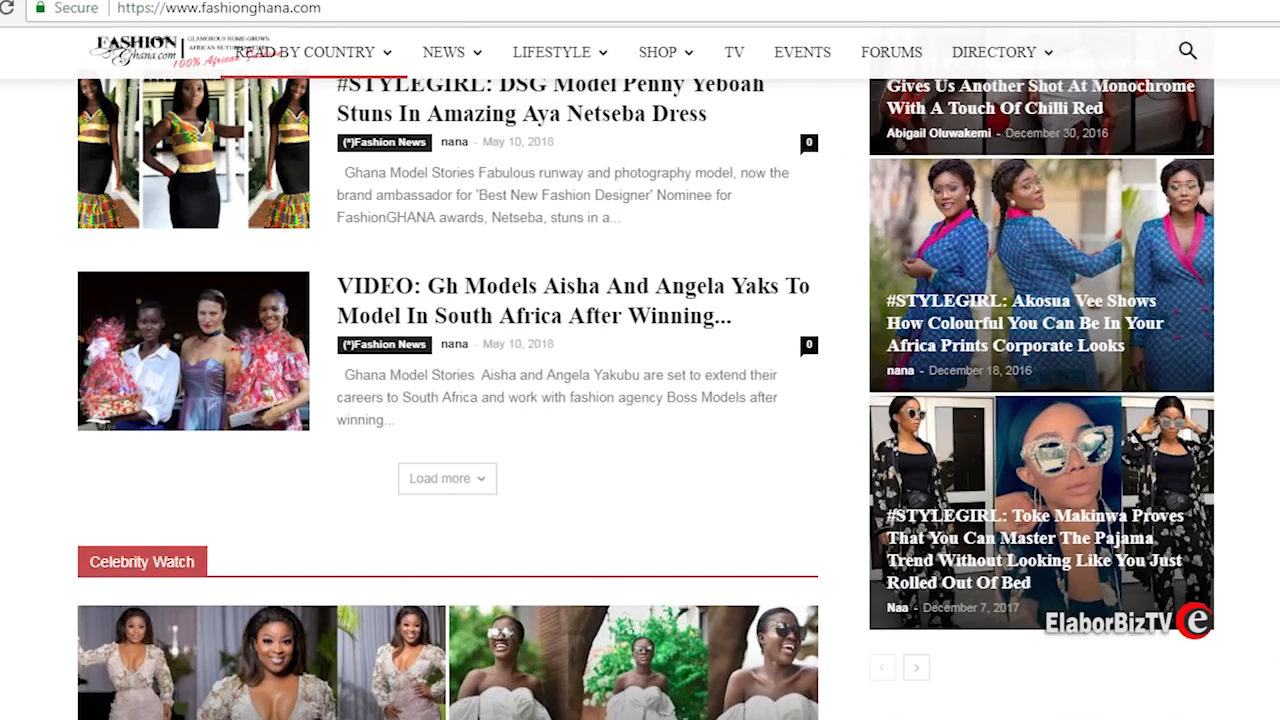 Secure
https://www.fashionghana.com
FASHION
Ghana.com
GLAMOROUS HOME-GROWN
100% African
READ BY COUNTRY
NEWS
LIFESTYLE
SHOP
TV
EVENTS
FORUMS
DIRECTORY
#STYLEGIRL: DSG Model Penny Yeboah
Stuns In Amazing Aya Netseba Dress
(*)Fashion News
nana - May 10, 2018
0
Ghana Model Stories Fabulous runway and photography model, now the
brand ambassador for 'Best New Fashion Designer' Nominee for
FashionGHANA awards, Netseba, stuns in a...
VIDEO: Gh Models Aisha And Angela Yaks To
Model In South Africa After Winning...
(*)Fashion News
nana - May 10, 2018
0
Ghana Model Stories Aisha and Angela Yakubu are set to extend their
careers to South Africa and work with fashion agency Boss Models after
winning...
Load more
Celebrity Watch
Gives Us Another Shot At Monochrome
With A Touch Of Chilli Red
Abigail Oluwakemi - December 30, 2016
#STYLEGIRL: Akosua Vee Shows
How Colourful You Can Be In Your
Africa Prints Corporate Looks
nana - December 18, 2016
#STYLEGIRL: Toke Makinwa Proves
That You Can Master The Pajama
Trend Without Looking Like You Just
Rolled Out Of Bed
Naa - December 7, 2017
ElaborBizTV e